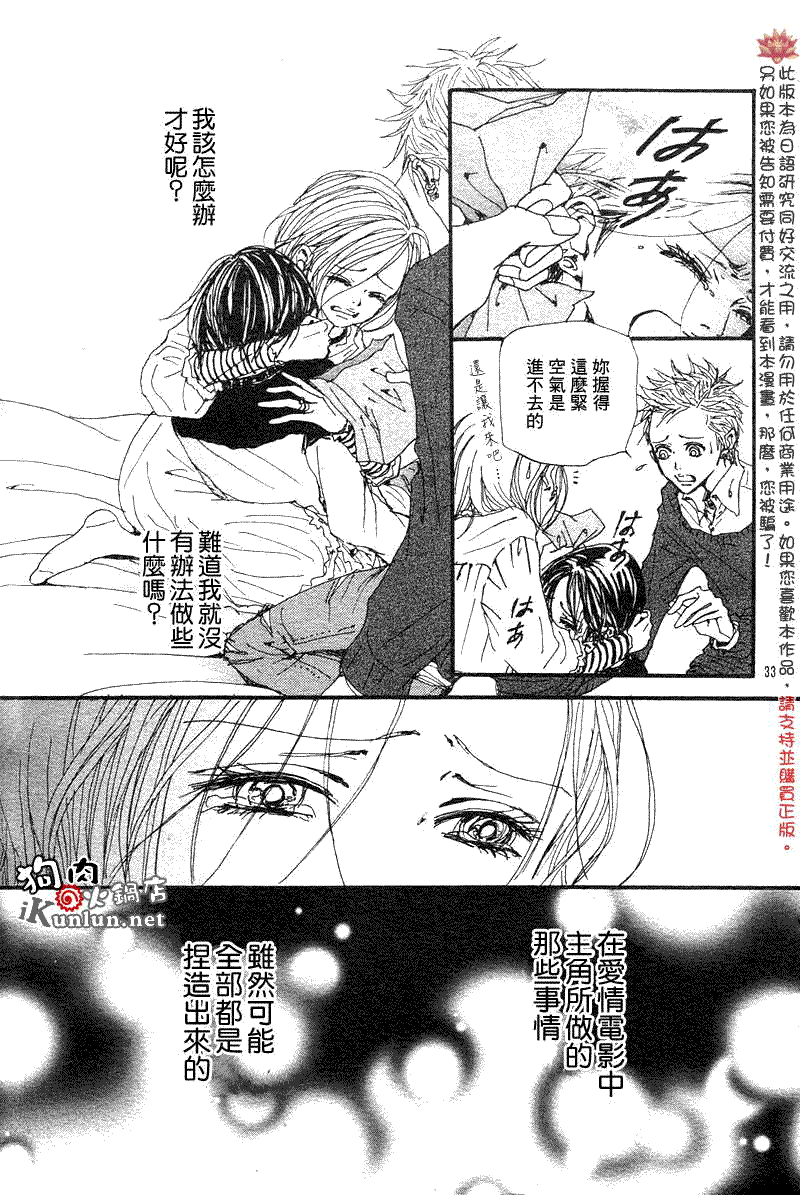 はあ
妳握得
這麼緊
空氣是
進不去的
還是讓我來吧…
はあ
はあ
我該怎麼辦
才好呢?
難道我就沒
有辦法做些
什麼嗎?
在愛情電影中
主角所做的
那些事情
雖然可能
全部都是
捏造出來的
33
狗肉
火鍋店
iKunlun.net
此版本為日語研究同好交流之用,請勿用於任何商業用途。如果您喜歡本作品,請支持並購買正版。
另如果您被告知需要付費,才能看到本漫畫,那麼,您被騙了!